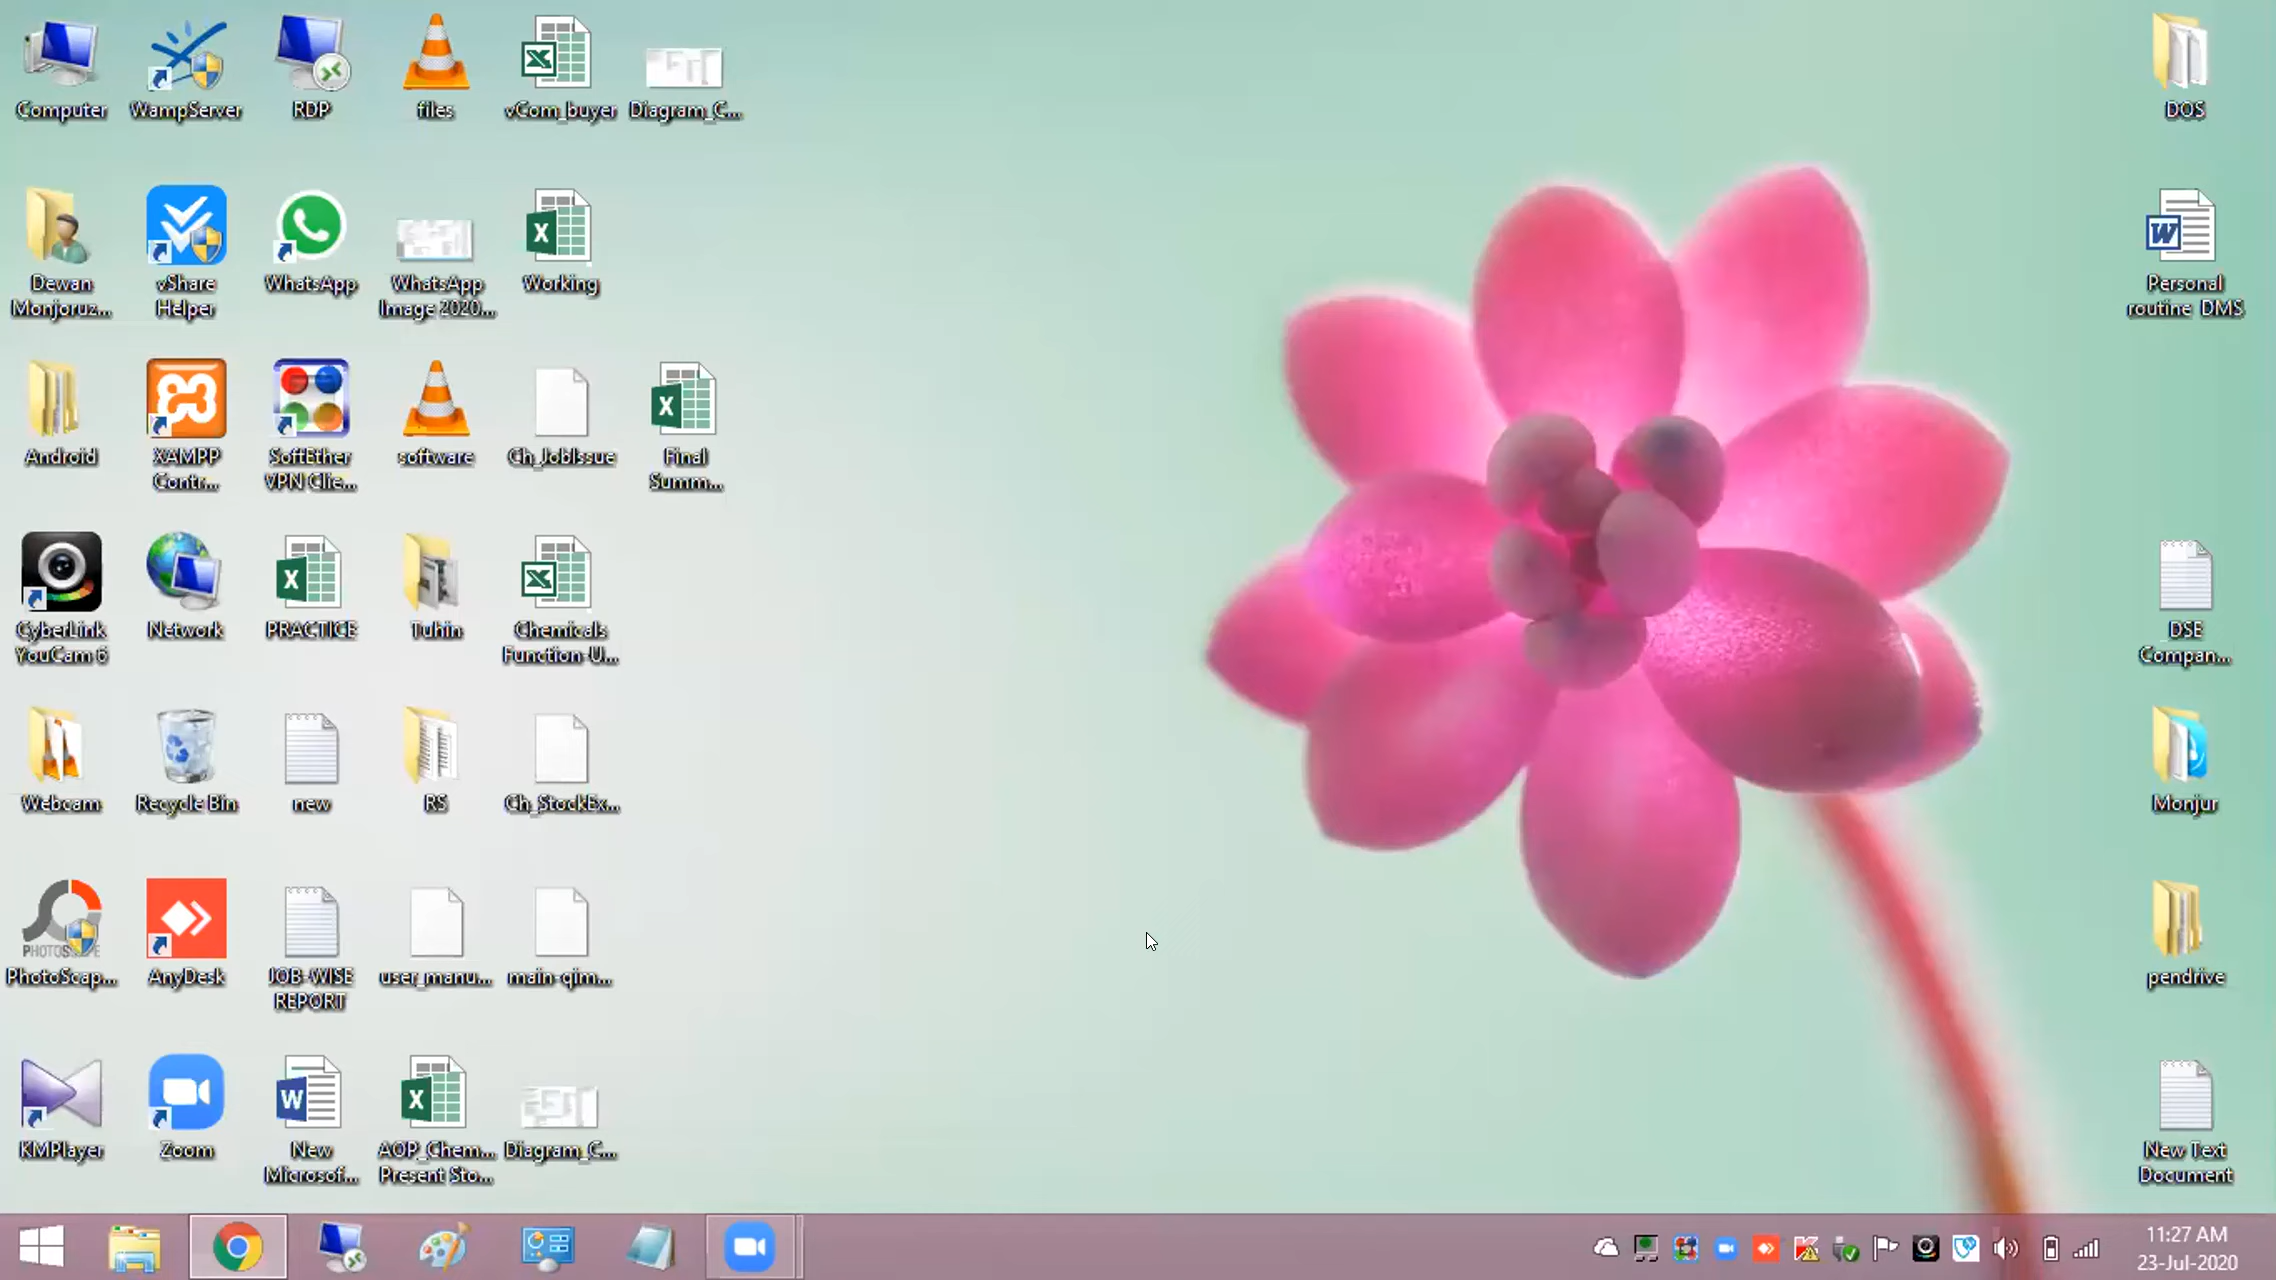 Computer
WampServer
RDP
files
vCom_buyer
Diagram_C...
DOS
Dewan
Monjoruz...
vShare
Helper
WhatsApp
WhatsApp
Image 2020...
Working
Personal
routine_DMS
Android
XAMPP
Contr...
SoftEther
VPN Clie...
software
Ch_JobIssue
Final
Summ...
CyberLink
YouCam 6
Network
PRACTICE
Tuhin
Chemicals
Function-U...
DSE
Compan...
Webcam
Recycle Bin
new
RS
Ch_StockEx...
Monjur
PhotoScap...
AnyDesk
JOB-WISE
REPORT
user_manu...
main-qim...
pendrive
KMPlayer
Zoom
New
Microsof...
AOP_Chem...
Present Sto...
Diagram_C...
New Text
Document
11:27 AM
23-Jul-2020